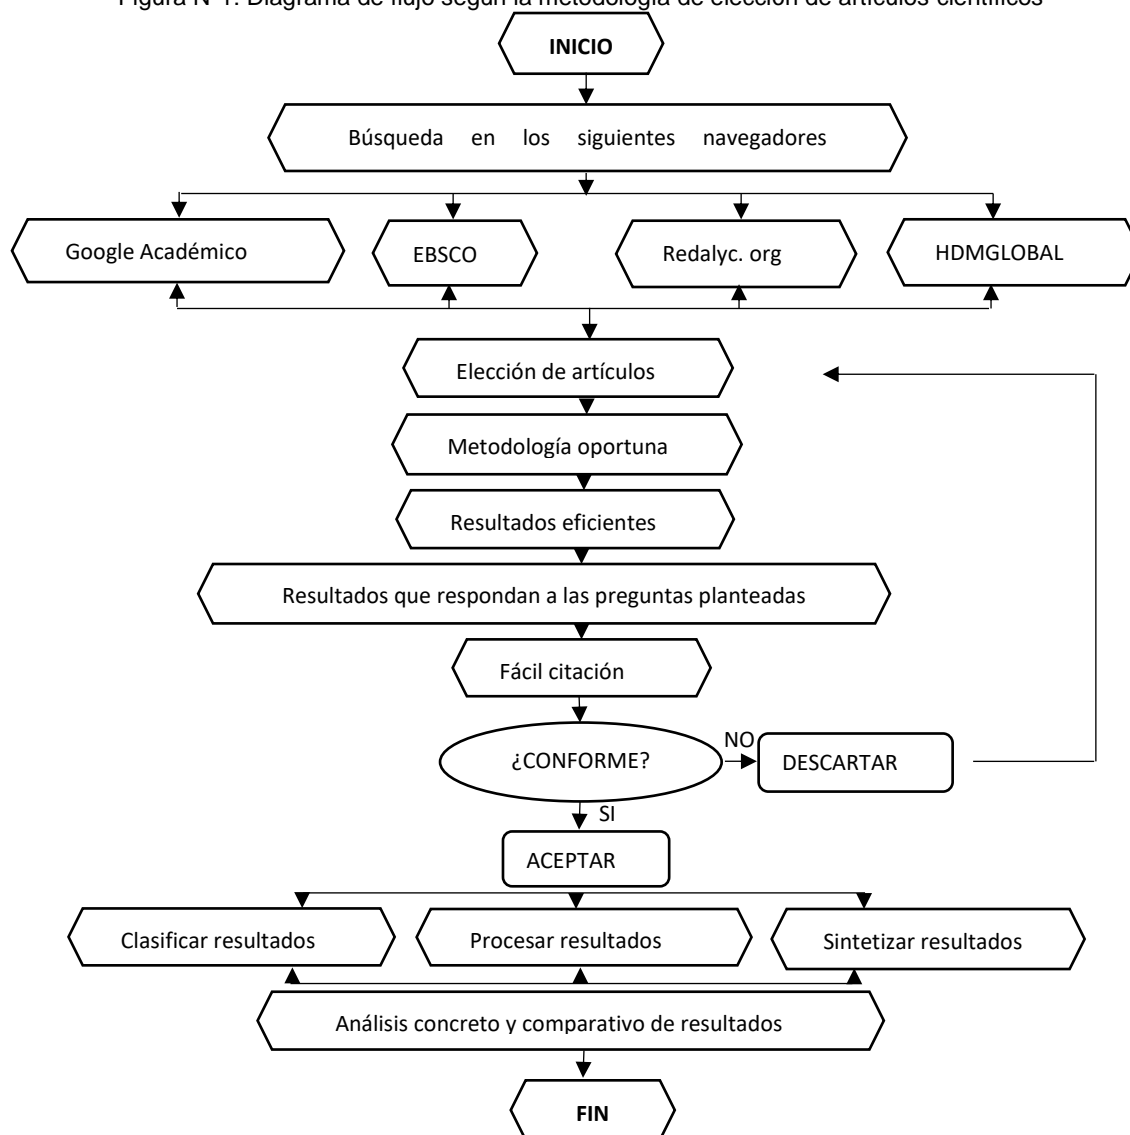 Figura N°1: Diagrama de flujo según la metodología de elección de artículos científicos
INICIO
Búsqueda en los siguientes navegadores
Google Académico
EBSCO
Redalyc. org
HDMGLOBAL
Elección de artículos
Metodología oportuna
Resultados eficientes
Resultados que respondan a las preguntas planteadas
Fácil citación
¿CONFORME?
NO
DESCARTAR
SI
ACEPTAR
Clasificar resultados
Procesar resultados
Sintetizar resultados
Análisis concreto y comparativo de resultados
FIN